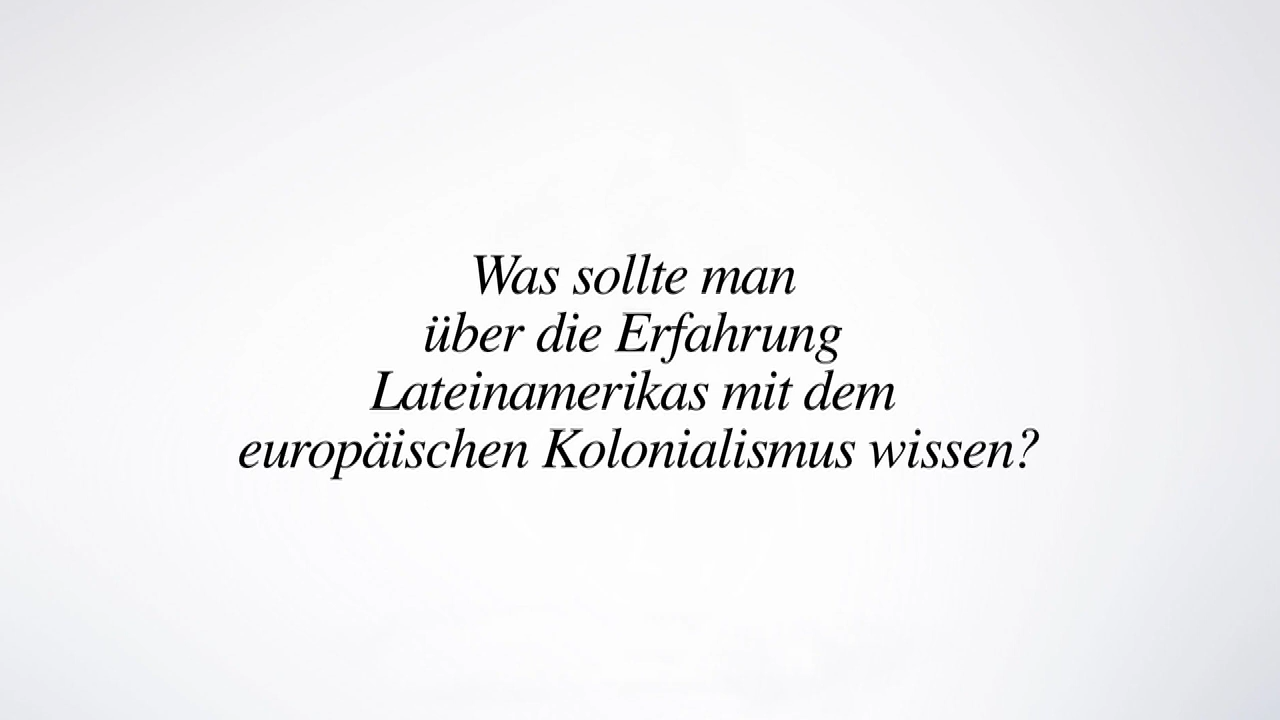 Was sollte man
über die Erfahrung
Lateinamerikas mit dem
europäischen Kolonialismus wissen?